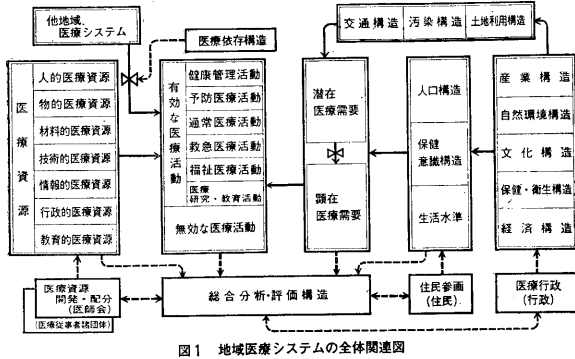 他地域、
医療システム
医療依存構造
交通構造 汚染構造 土地利用構造
医療資源
人的医療資源
物的医療資源
材料的医療資源
技術的医療資源
情報的医療資源
行政的医療資源
教育的医療資源
有効な医療活動
健康管理活動
予防医療活動
通常医療活動
救急医療活動
福祉医療活動
医療
研究・教育活動
無効な医療活動
潜在
医療需要
顕在
医療需要
人口構造
保健
意識構造
生活水準
産業構造
自然環境構造
文化構造
保健・衛生構造
経済構造
医療資源
開発・配分
(医師会)
(医療従事者諸団体)
総合分析・評価構造
住民参画
(住民)
医療行政
(行政)
図1 地域医療システムの全体関連図